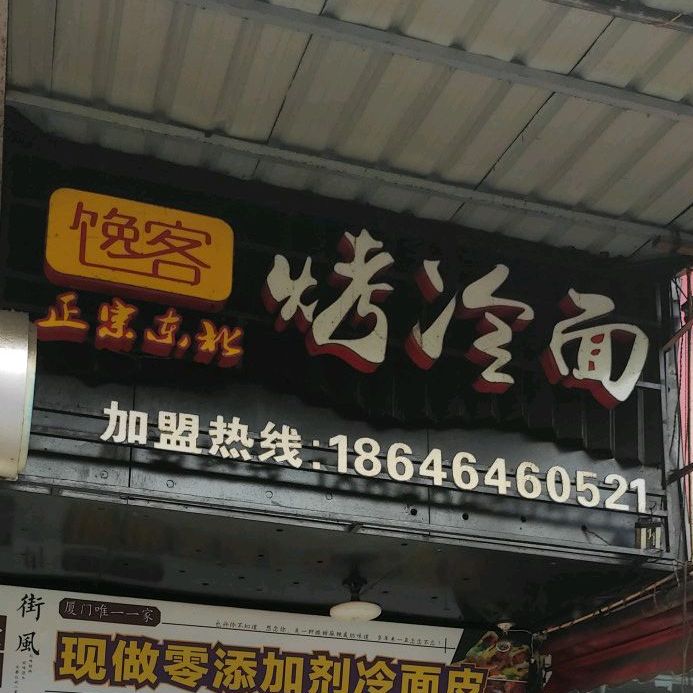 馋客
正宗东北
烤冷面
加盟热线:18646460521
街風
厦门唯一一家
现做零添加剂冷面皮